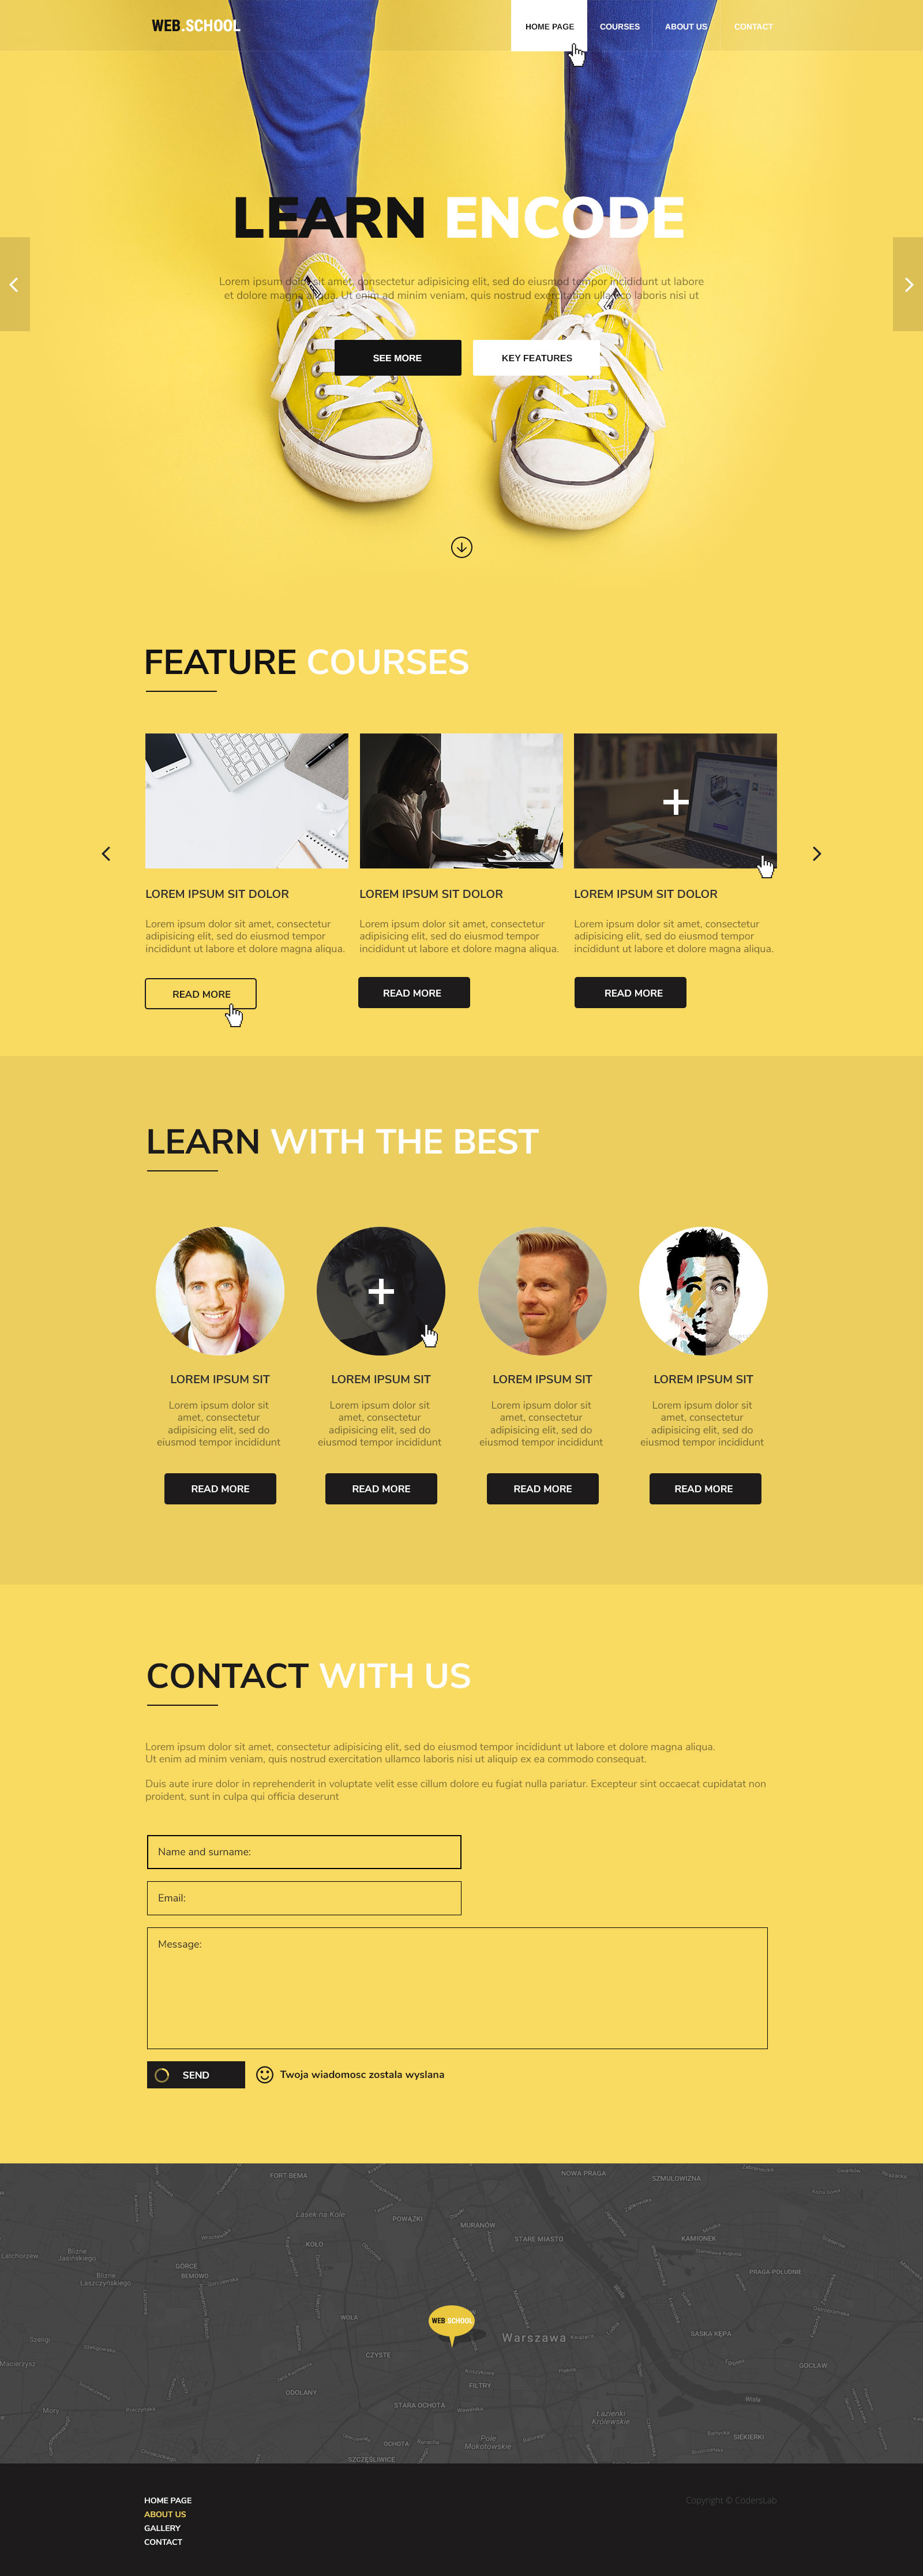 WEB.SCHOOL
HOME PAGE
COURSES
ABOUT US
CONTACT
LEARN ENCODE
Lorem ipsum dolor sit amet, consectetur adipisicing elit, sed do eiusmod tempor incididunt ut labore
et dolore magna aliqua. Ut enim ad minim veniam, quis nostrud exercitation ullamco laboris nisi ut
SEE MORE
KEY FEATURES
FEATURE COURSES
LOREM IPSUM SIT DOLOR
Lorem ipsum dolor sit amet, consectetur
adipisicing elit, sed do eiusmod tempor
incididunt ut labore et dolore magna aliqua.
READ MORE
LOREM IPSUM SIT DOLOR
Lorem ipsum dolor sit amet, consectetur
adipisicing elit, sed do eiusmod tempor
incididunt ut labore et dolore magna aliqua.
READ MORE
LOREM IPSUM SIT DOLOR
Lorem ipsum dolor sit amet, consectetur
adipisicing elit, sed do eiusmod tempor
incididunt ut labore et dolore magna aliqua.
READ MORE
LEARN WITH THE BEST
LOREM IPSUM SIT
Lorem ipsum dolor sit
amet, consectetur
adipisicing elit, sed do
eiusmod tempor incididunt
READ MORE
LOREM IPSUM SIT
Lorem ipsum dolor sit
amet, consectetur
adipisicing elit, sed do
eiusmod tempor incididunt
READ MORE
LOREM IPSUM SIT
Lorem ipsum dolor sit
amet, consectetur
adipisicing elit, sed do
eiusmod tempor incididunt
READ MORE
LOREM IPSUM SIT
Lorem ipsum dolor sit
amet, consectetur
adipisicing elit, sed do
eiusmod tempor incididunt
READ MORE
CONTACT WITH US
Lorem ipsum dolor sit amet, consectetur adipisicing elit, sed do eiusmod tempor incididunt ut labore et dolore magna aliqua.
Ut enim ad minim veniam, quis nostrud exercitation ullamco laboris nisi ut aliquip ex ea commodo consequat.
Duis aute irure dolor in reprehenderit in voluptate velit esse cillum dolore eu fugiat nulla pariatur. Excepteur sint occaecat cupidatat non
proident, sunt in culpa qui officia deserunt
Name and surname:
Email:
Message:
SEND
Twoja wiadomosc zostala wyslana
FORT BEMA
NOWA PRAGA
SZMULOWIZNA
Lasek na Kole
POWĄZKI
MURANÓW
STARE MIASTO
KAMIONEK
KOŁO
Blizne
Jasińskiego
Latchorzew
GÓRCE
BEMOWO
Blizne
Łaszczyńskiego
PRAGA-POŁUDNIE
WOLA
WEB.SCHOOL
Warszawa
SASKA KĘPA
Szeligi
CZYSTE
Macierzysz
GOCŁAW
FILTRY
ODOLANY
STARA OCHOTA
Wisła
Mory
Łazienki
Królewskie
Pole
Mokotowskie
OCHOTA
SIEKIERKI
SZCZĘŚLIWICE
HOME PAGE
ABOUT US
GALLERY
CONTACT
Copyright © CodersLab